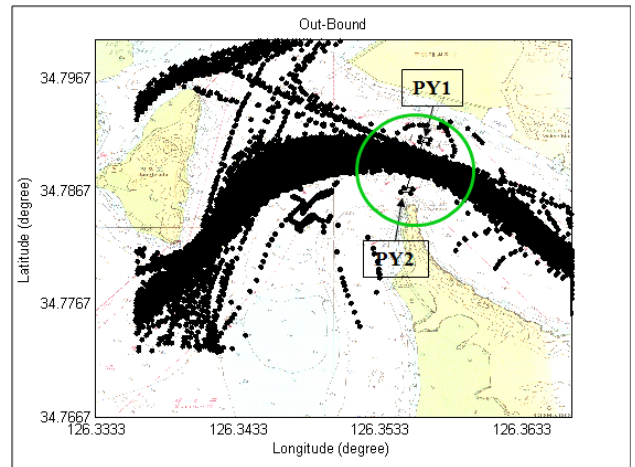 Out-Bound
34.7967
34.7867
34.7767
34.7667
Latitude (degree)
PY1
PY2
126.3333
126.3433
126.3533
126.3633
Longitude (degree)